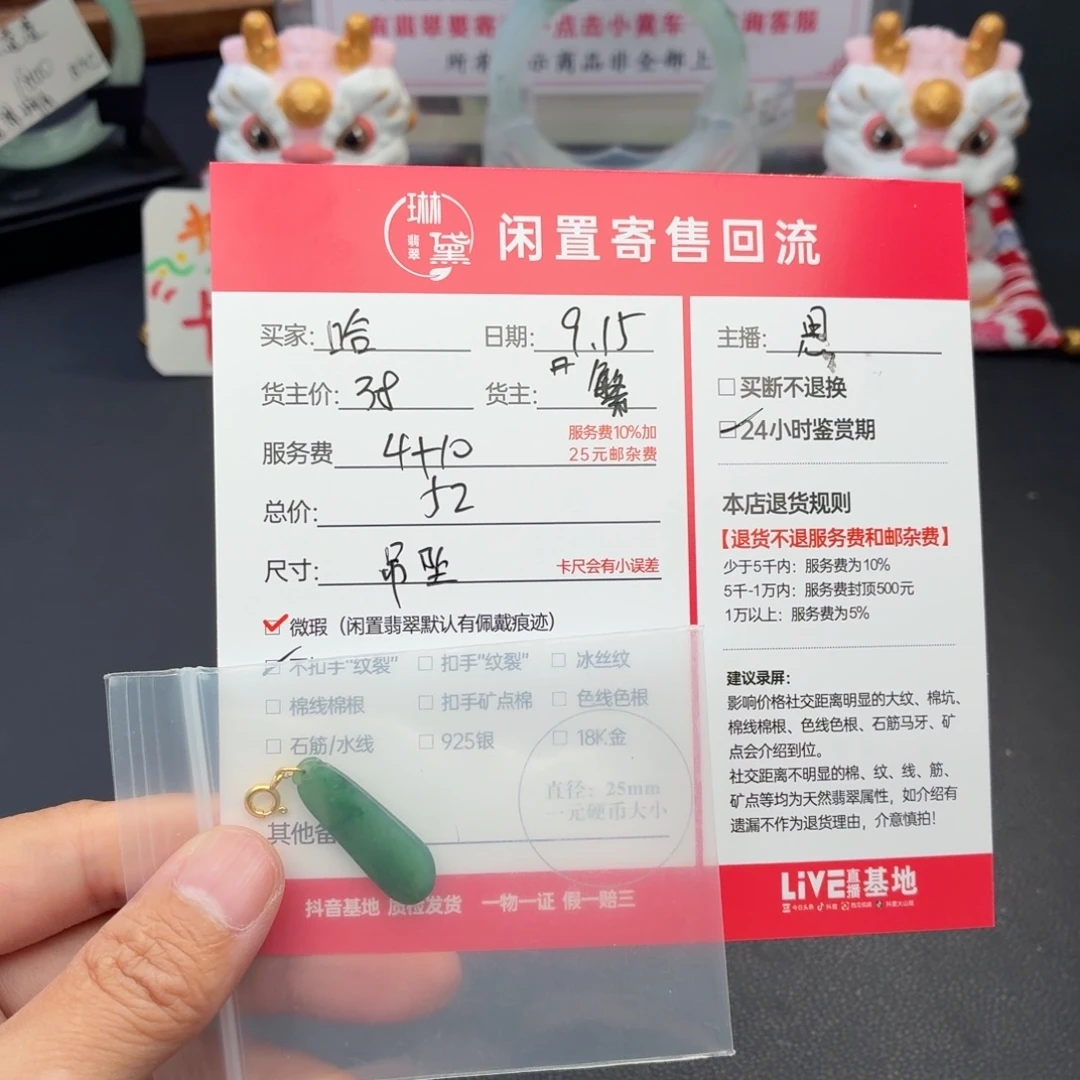 点击小黄车
询客服
琳黛
翡翠
闲置寄售回流
买家: 哈
日期: 9.15
货主价: 38
货主:
服务费 4+10
服务费10%加
25元邮杂费
总价: 52
尺寸: 吊坠
卡尺会有小误差
微瑕（闲置翡翠默认有佩戴痕迹）
不扣手“纹裂” 扣手“纹裂” 冰丝纹
棉线棉根 扣手矿点棉 色线色根
石筋/水线 925银 18K金
直径：25mm
一元硬币大小
其他备
抖音基地 质检发货 一物一证 假一赔三
主播: 思
买断不退换
24小时鉴赏期
本店退货规则
【退货不退服务费和邮杂费】
少于5千内：服务费为10%
5千-1万内：服务费封顶500元
1万以上：服务费为5%
建议录屏：
影响价格社交距离明显的大纹、棉坑、
棉线棉根、色线色根、石筋马牙、矿
点会介绍到位。
社交距离不明显的棉、纹、线、筋、
矿点等均为天然翡翠属性，如介绍有
遗漏不作为退货理由，介意慎拍！
LiVE直播基地